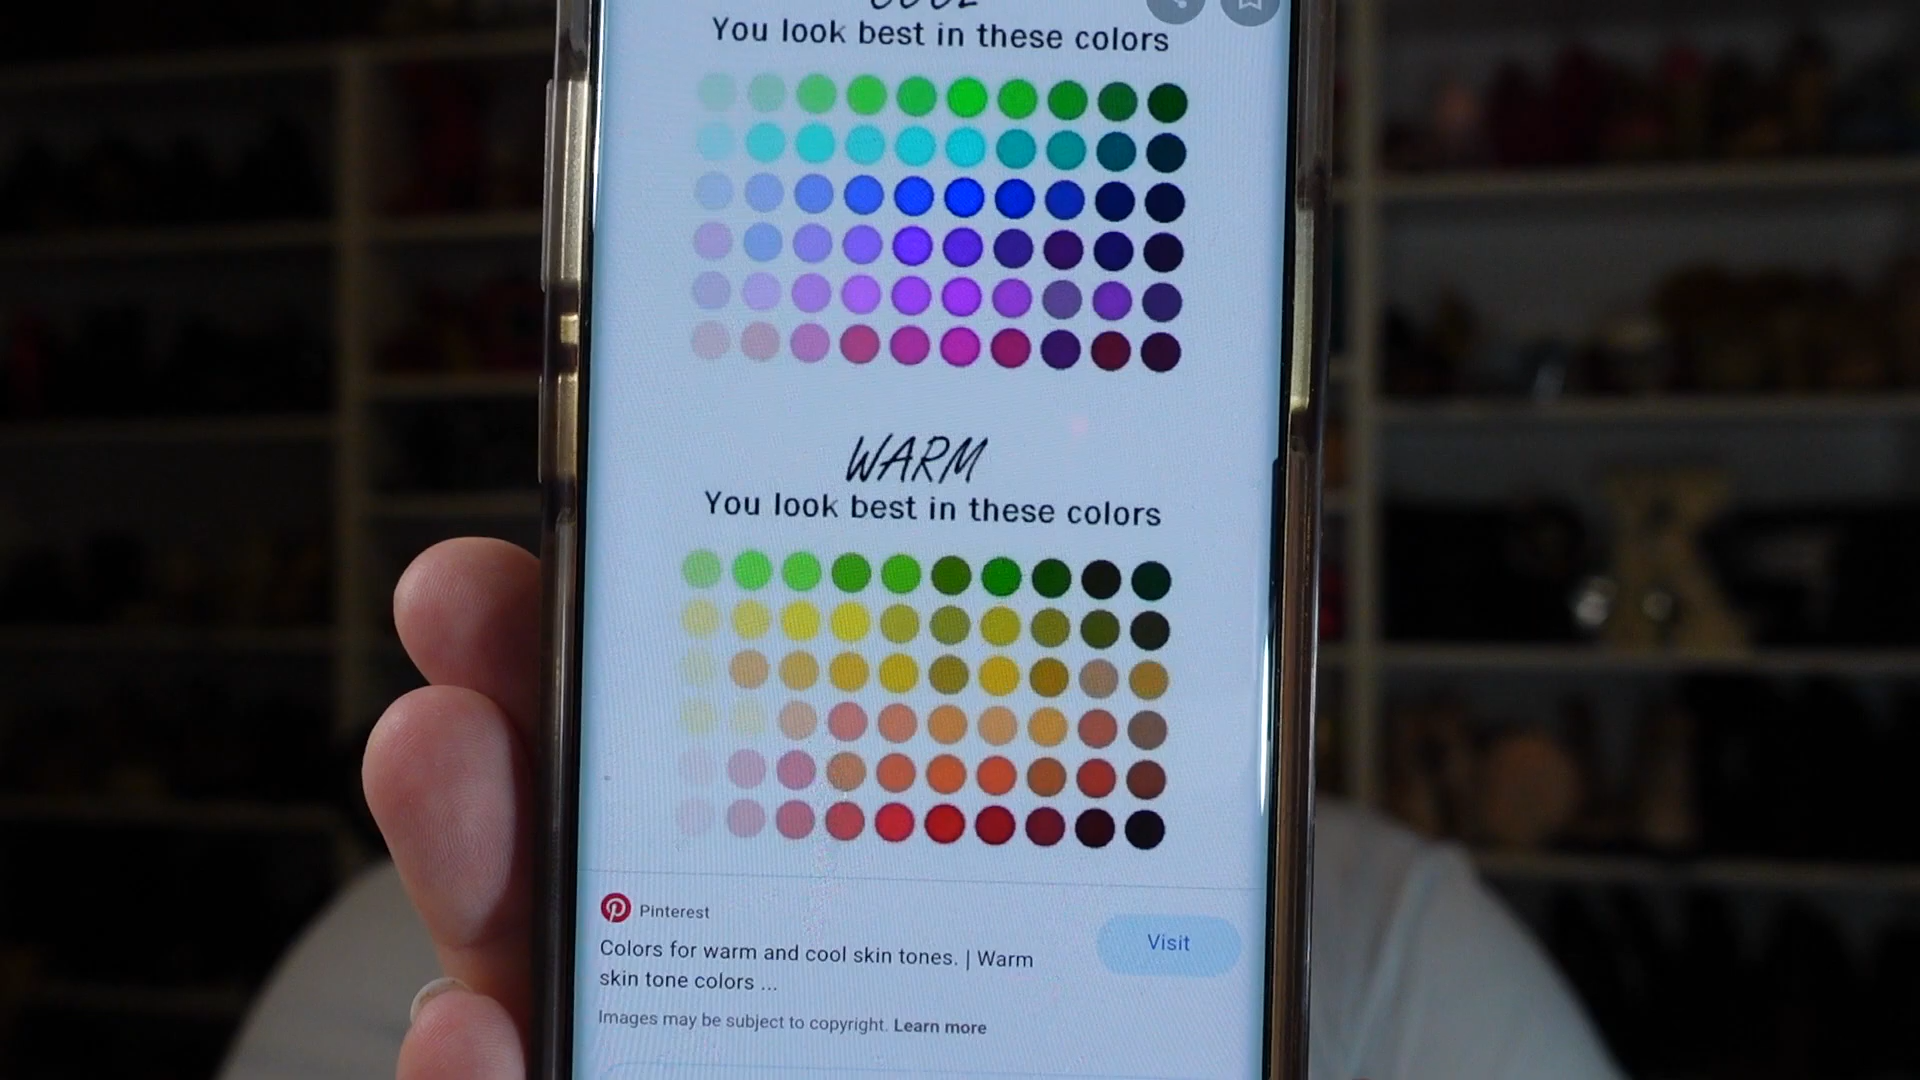 COOL
You look best in these colors
WARM
You look best in these colors
Pinterest
Colors for warm and cool skin tones. | Warm
skin tone colors ...
Visit
Images may be subject to copyright. Learn more